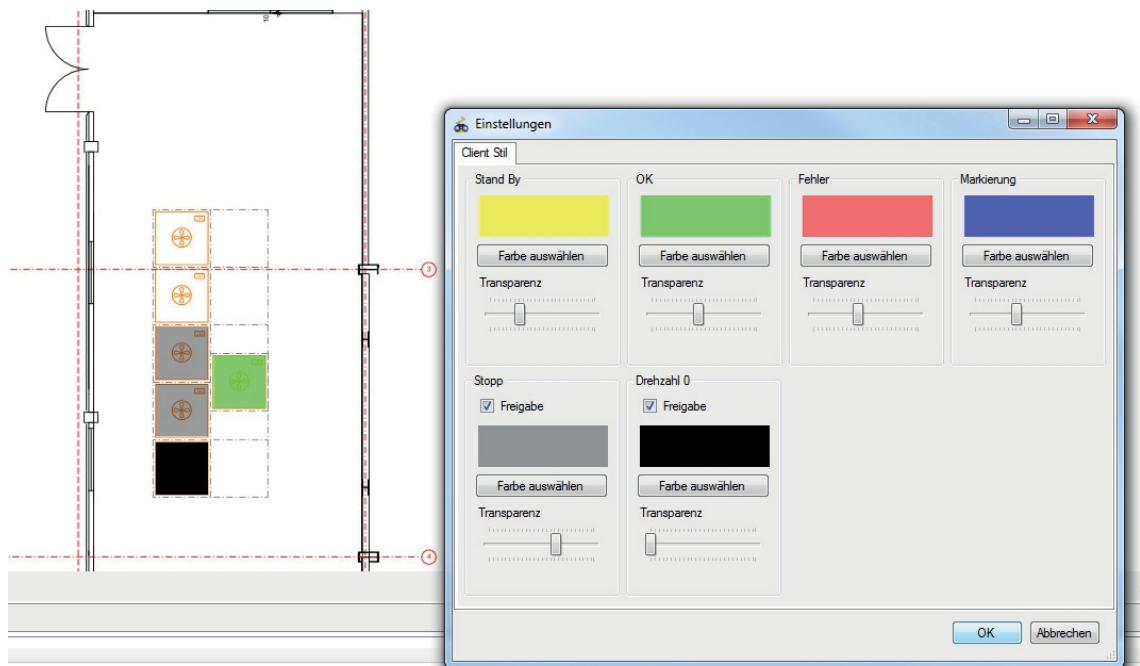 10
3
4
Einstellungen
Client Stil
Stand By
OK
Fehler
Markierung
Farbe auswählen
Farbe auswählen
Farbe auswählen
Farbe auswählen
Transparenz
Transparenz
Transparenz
Transparenz
Stopp
Drehzahl 0
Freigabe
Freigabe
Farbe auswählen
Farbe auswählen
Transparenz
Transparenz
OK
Abbrechen